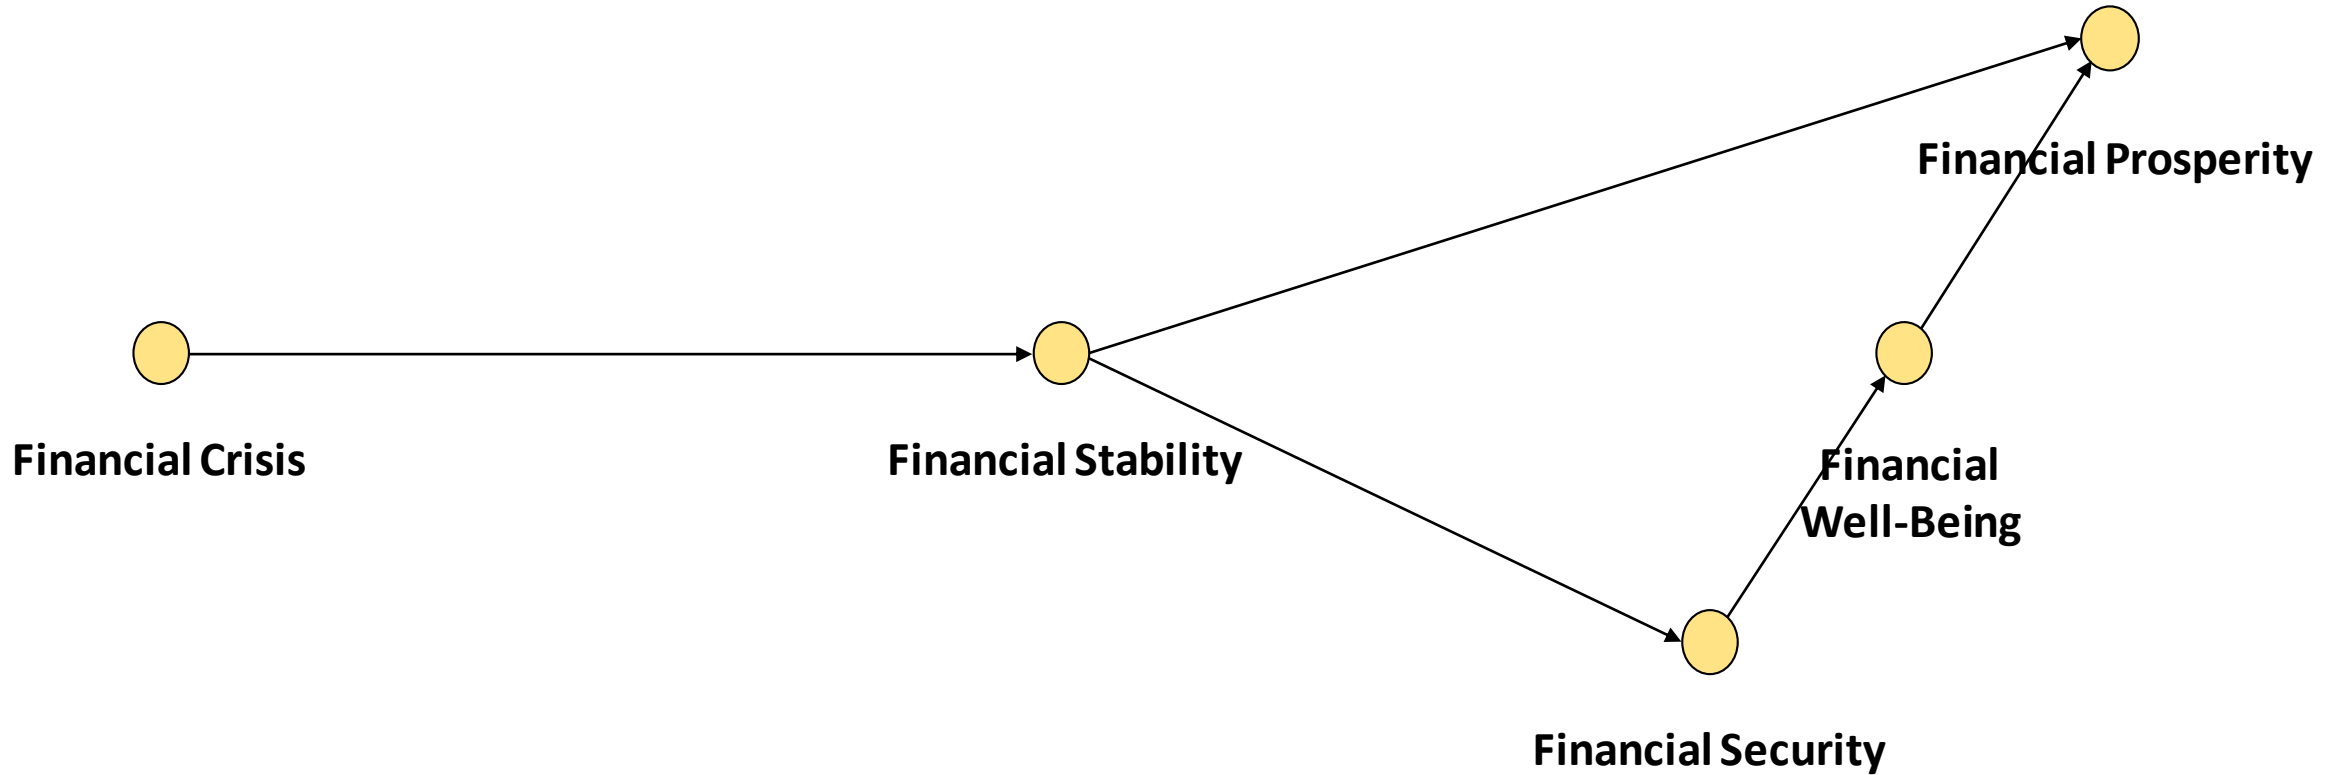 Financial Prosperity
Financial Crisis
Financial Stability
Financial
Well-Being
Financial Security